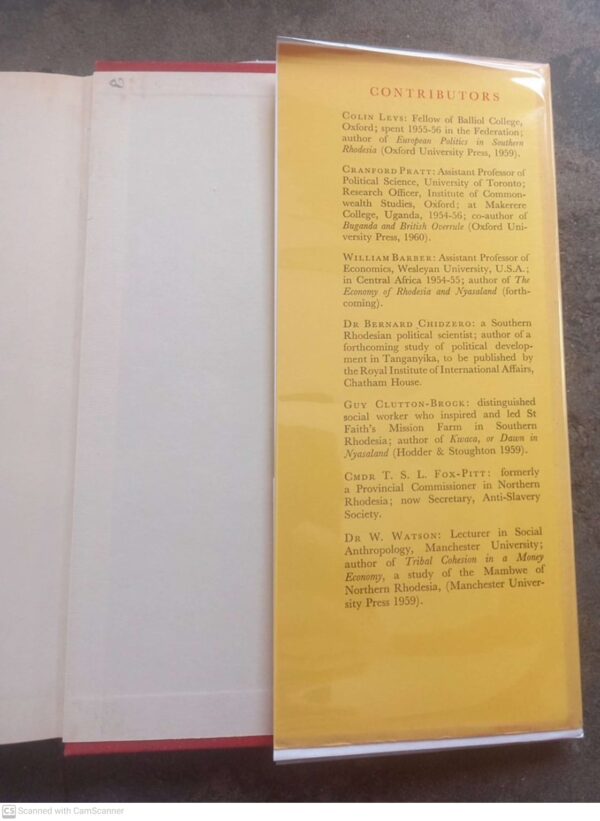 CONTRIBUTORS
COLIN LEYS: Fellow of Balliol College,
Oxford; spent 1955-56 in the Federation;
author of European Politics in Southern
Rhodesia (Oxford University Press, 1959).
CRANFORD PRATT: Assistant Professor of
Political Science, University of Toronto;
Research Officer, Institute of Common-
wealth Studies, Oxford; at Makerere
College, Uganda, 1954-56; co-author of
Buganda and British Overrule (Oxford Uni-
versity Press, 1960).
WILLIAM BARBER: Assistant Professor of
Economics, Wesleyan University, U.S.A.;
in Central Africa 1954-55; author of The
Economy of Rhodesia and Nyasaland (forth-
coming).
DR BERNARD CHIDZERO: a Southern
Rhodesian political scientist; author of a
forthcoming study of political develop-
ment in Tanganyika, to be published by
the Royal Institute of International Affairs,
Chatham House.
GUY CLUTTON-BROCK: distinguished
social worker who inspired and led St
Faith's Mission Farm in Southern
Rhodesia; author of Kwaca, or Dawn in
Nyasaland (Hodder & Stoughton 1959).
CMDR T. S. L. FOX-PITT: formerly
a Provincial Commissioner in Northern
Rhodesia; now Secretary, Anti-Slavery
Society.
DR W. WATSON: Lecturer in Social
Anthropology, Manchester University;
author of Tribal Cohesion in a Money
Economy, a study of the Mambwe of
Northern Rhodesia, (Manchester Univer-
sity Press 1959).
CS Scanned with CamScanner